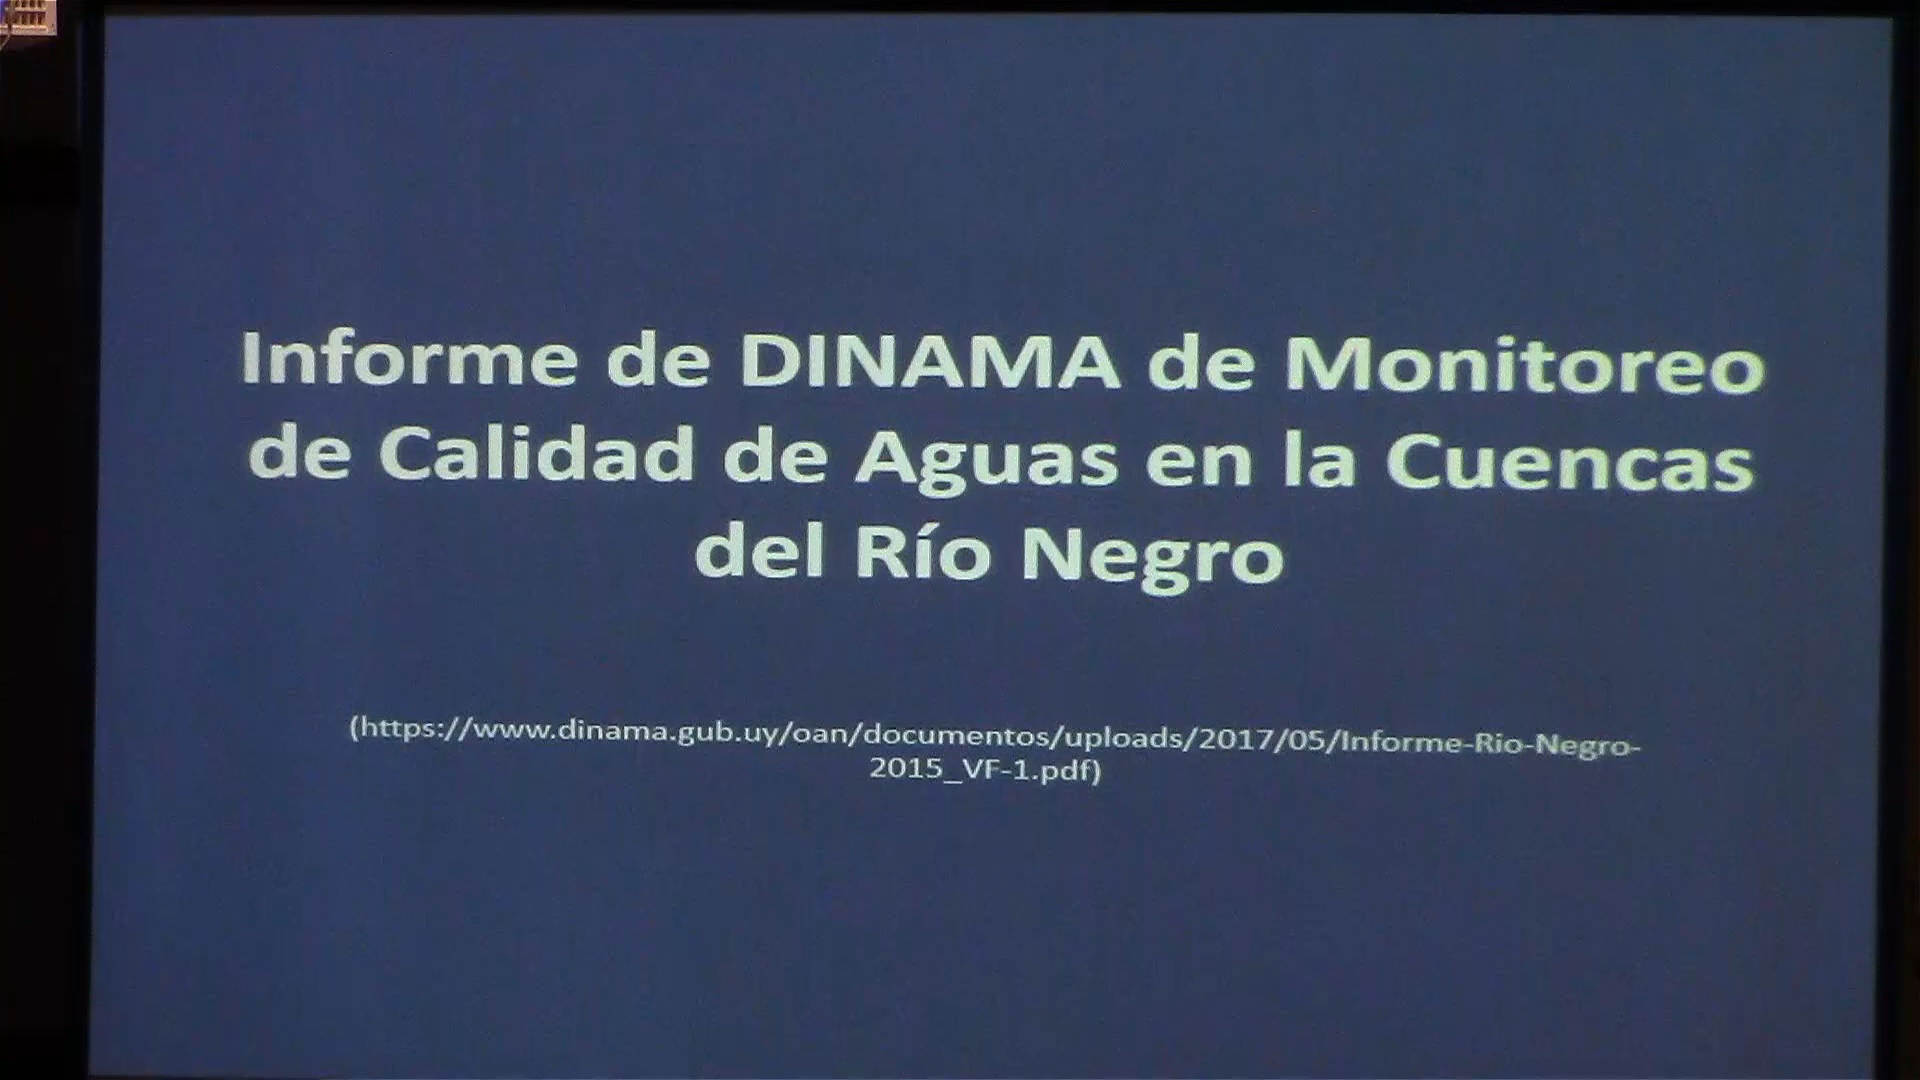 Informe de DINAMA de Monitoreo
de Calidad de Aguas en la Cuencas
del Río Negro
(https://www.dinama.gub.uy/oan/documentos/uploads/2017/05/Informe-Rio-Negro-
2015_VF-1.pdf)